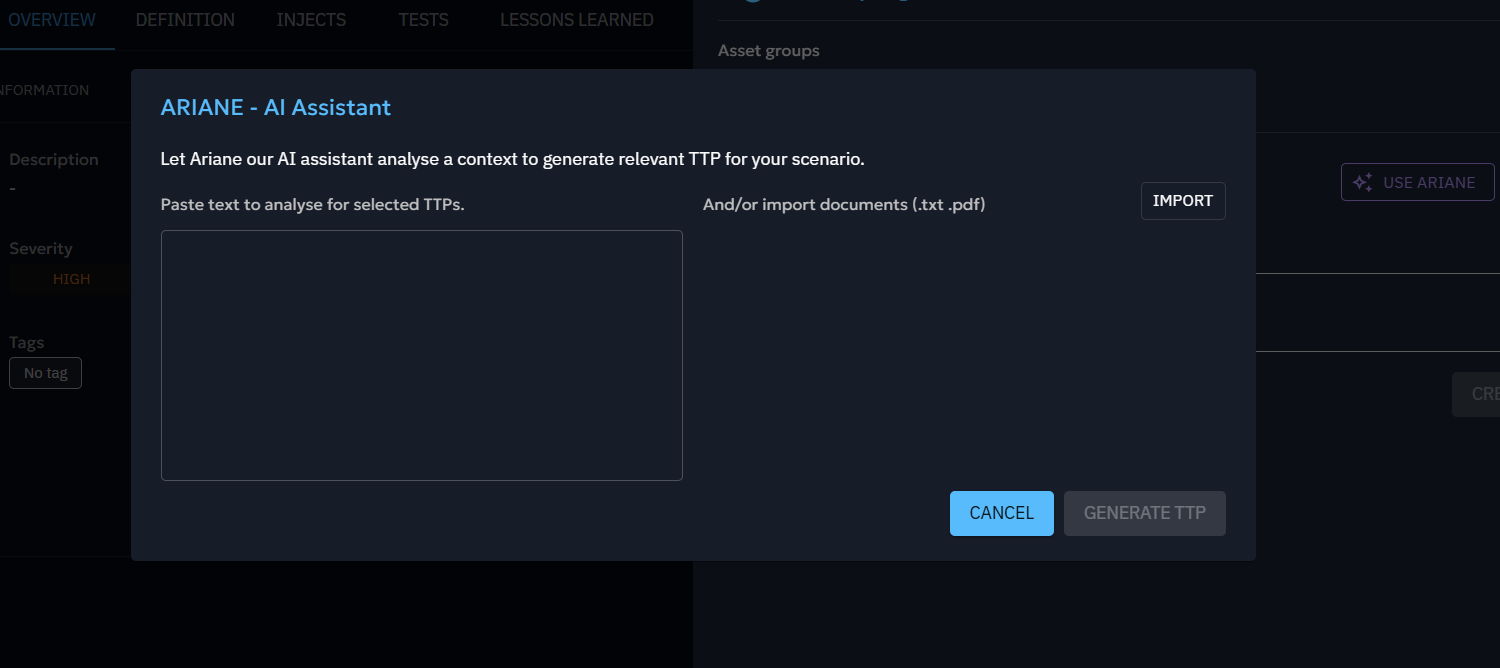 OVERVIEW DEFINITION INJECTS TESTS LESSONS LEARNED
Asset groups
NFORMATION
ARIANE - AI Assistant
Let Ariane our AI assistant analyse a context to generate relevant TTP for your scenario.
Description
-
Paste text to analyse for selected TTPs.
And/or import documents (.txt .pdf)
IMPORT
USE ARIANE
Severity
HIGH
Tags
No tag
CRE
CANCEL
GENERATE TTP